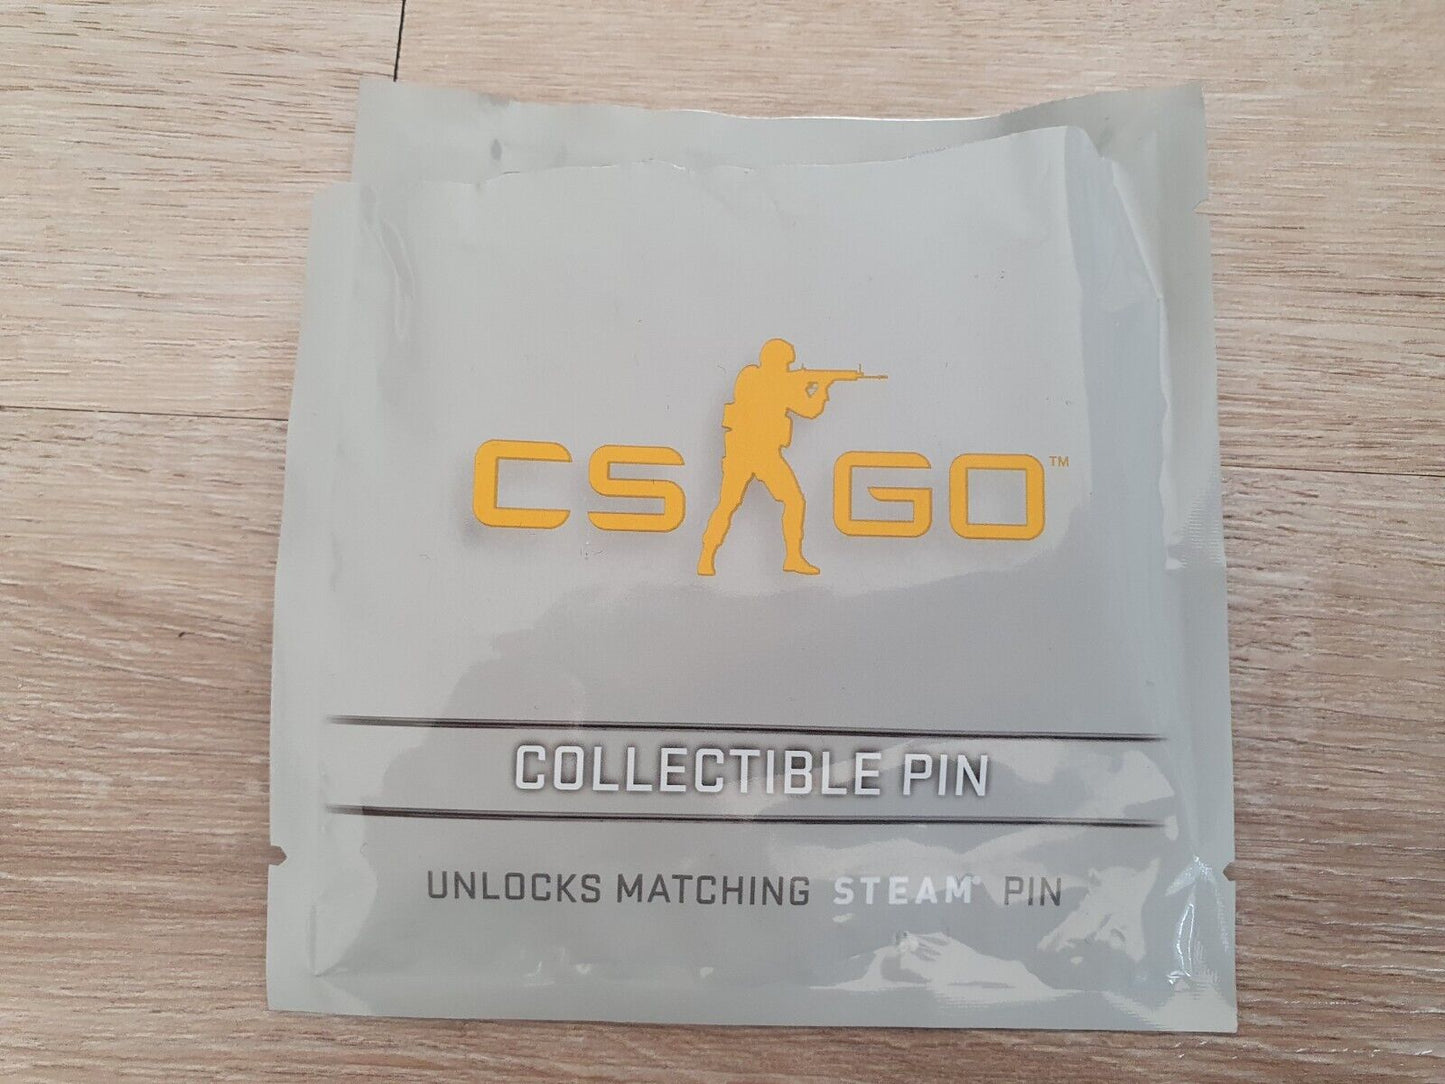 CS GO™
COLLECTIBLE PIN
UNLOCKS MATCHING STEAM® PIN